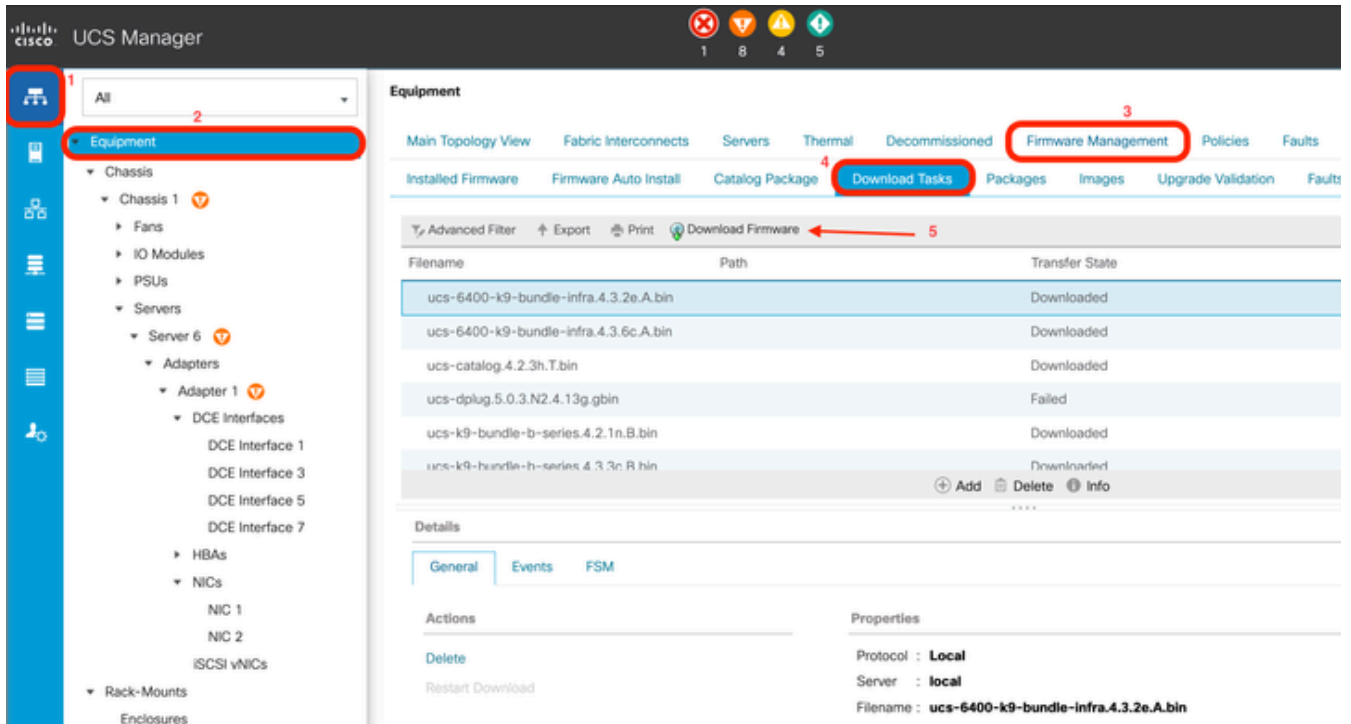 cisco UCS Manager
1 8 4 5
1
All
2
Equipment
Chassis
Chassis 1
Fans
IO Modules
PSUs
Servers
Server 6
Adapters
Adapter 1
DCE Interfaces
DCE Interface 1
DCE Interface 3
DCE Interface 5
DCE Interface 7
HBAs
NICs
NIC 1
NIC 2
iSCSI vNICs
Rack-Mounts
Enclosures
Equipment
3
Main Topology View Fabric Interconnects Servers Thermal Decommissioned Firmware Management Policies Faults
4
Installed Firmware Firmware Auto Install Catalog Package Download Tasks Packages Images Upgrade Validation Faults
Advanced Filter Export Print Download Firmware 5
Filename Path Transfer State
ucs-6400-k9-bundle-infra.4.3.2e.A.bin Downloaded
ucs-6400-k9-bundle-infra.4.3.6c.A.bin Downloaded
ucs-catalog.4.2.3h.T.bin Downloaded
ucs-dplug.5.0.3.N2.4.13g.gbin Failed
ucs-k9-bundle-b-series.4.2.1n.B.bin Downloaded
ucs-k9-bundle-b-series.4.3.3c.B.bin Downloaded
Add Delete Info
Details
General Events FSM
Actions
Delete
Restart Download
Properties
Protocol : Local
Server : local
Filename : ucs-6400-k9-bundle-infra.4.3.2e.A.bin